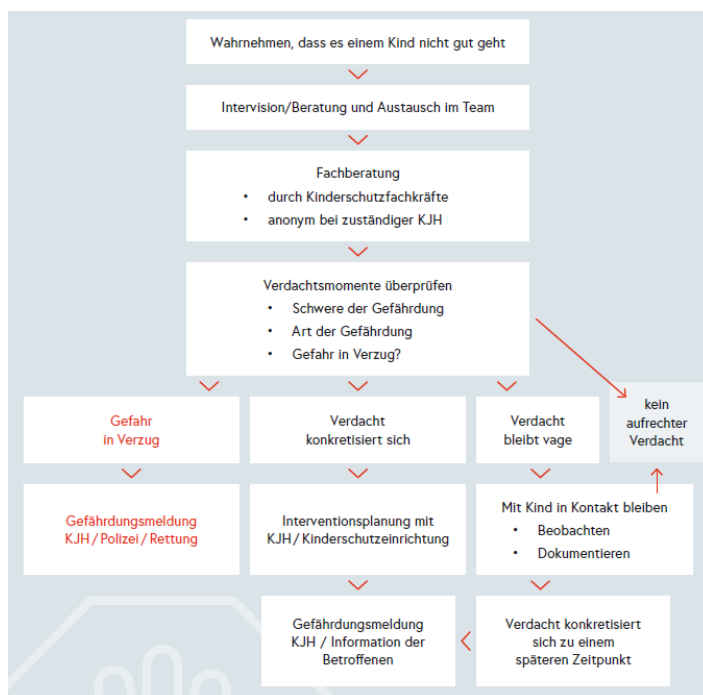 Wahrnehmen, dass es einem Kind nicht gut geht
Intervision/Beratung und Austausch im Team
Fachberatung
• durch Kinderschutzfachkräfte
• anonym bei zuständiger KJH
Verdachtsmomente überprüfen
• Schwere der Gefährdung
• Art der Gefährdung
• Gefahr in Verzug?
Gefahr
in Verzug
Verdacht
konkretisiert sich
Verdacht
bleibt vage
kein
aufrechter
Verdacht
Gefährdungsmeldung
KJH / Polizei / Rettung
Interventionsplanung mit
KJH / Kinderschutzeinrichtung
Mit Kind in Kontakt bleiben
• Beobachten
• Dokumentieren
Gefährdungsmeldung
KJH / Information der
Betroffenen
Verdacht konkretisiert
sich zu einem
späteren Zeitpunkt